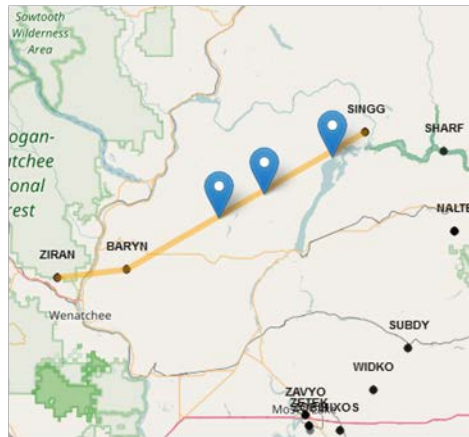 Sawtooth
Wilderness
Area
SINGG
SHARF
ogan-
atchee
ional
rest
NALTE
BARYN
ZIRAN
Wenatchee
SUBDY
WIDKO
ZAVYO